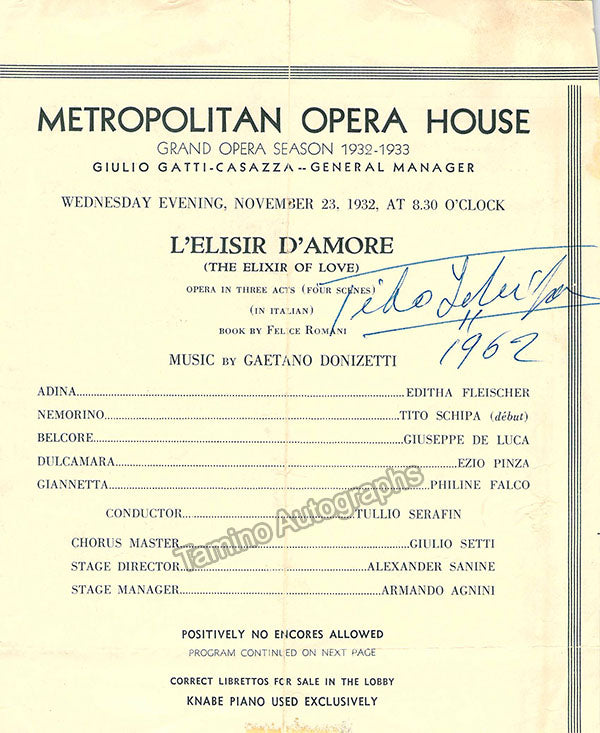 METROPOLITAN OPERA HOUSE
GRAND OPERA SEASON 1932-1933
GIULIO GATTI-CASAZZA--GENERAL MANAGER
WEDNESDAY EVENING, NOVEMBER 23, 1932, AT 8.30 O'CLOCK
L'ELISIR D'AMORE
(THE ELIXIR OF LOVE)
OPERA IN THREE ACTS (FOUR SCENES)
(IN ITALIAN)
BOOK BY FELICE ROMANI
Tito Schipa
1962
MUSIC BY GAETANO DONIZETTI
ADINA EDITHA FLEISCHER
NEMORINO TITO SCHIPA (début)
BELCORE GIUSEPPE DE LUCA
DULCAMARA EZIO PINZA
GIANNETTA PHILINE FALCO
CONDUCTOR TULLIO SERAFIN
CHORUS MASTER GIULIO SETTI
STAGE DIRECTOR ALEXANDER SANINE
STAGE MANAGER ARMANDO AGNINI
Tamino Autographs
POSITIVELY NO ENCORES ALLOWED
PROGRAM CONTINUED ON NEXT PAGE
CORRECT LIBRETTOS FOR SALE IN THE LOBBY
KNABE PIANO USED EXCLUSIVELY